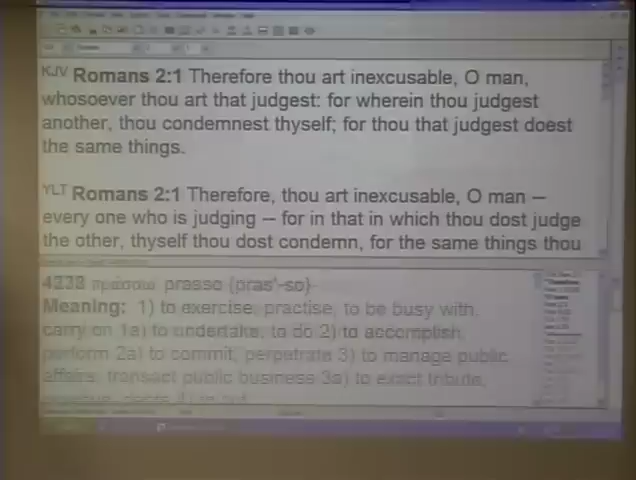 KJV Romans 2:1 Therefore thou art inexcusable, O man,
whosoever thou art that judgest: for wherein thou judgest
another, thou condemnest thyself; for thou that judgest doest
the same things.
YLT Romans 2:1 Therefore, thou art inexcusable, O man —
every one who is judging — for in that in which thou dost judge
the other, thyself thou dost condemn, for the same things thou
4238 πράσσω prasso {pras'-so}
Meaning: 1) to exercise, practise, to be busy with,
carry on 1a) to undertake, to do 2) to accomplish,
perform 2a) to commit, perpetrate 3) to manage public
affairs, transact public business 3a) to exact tribute,